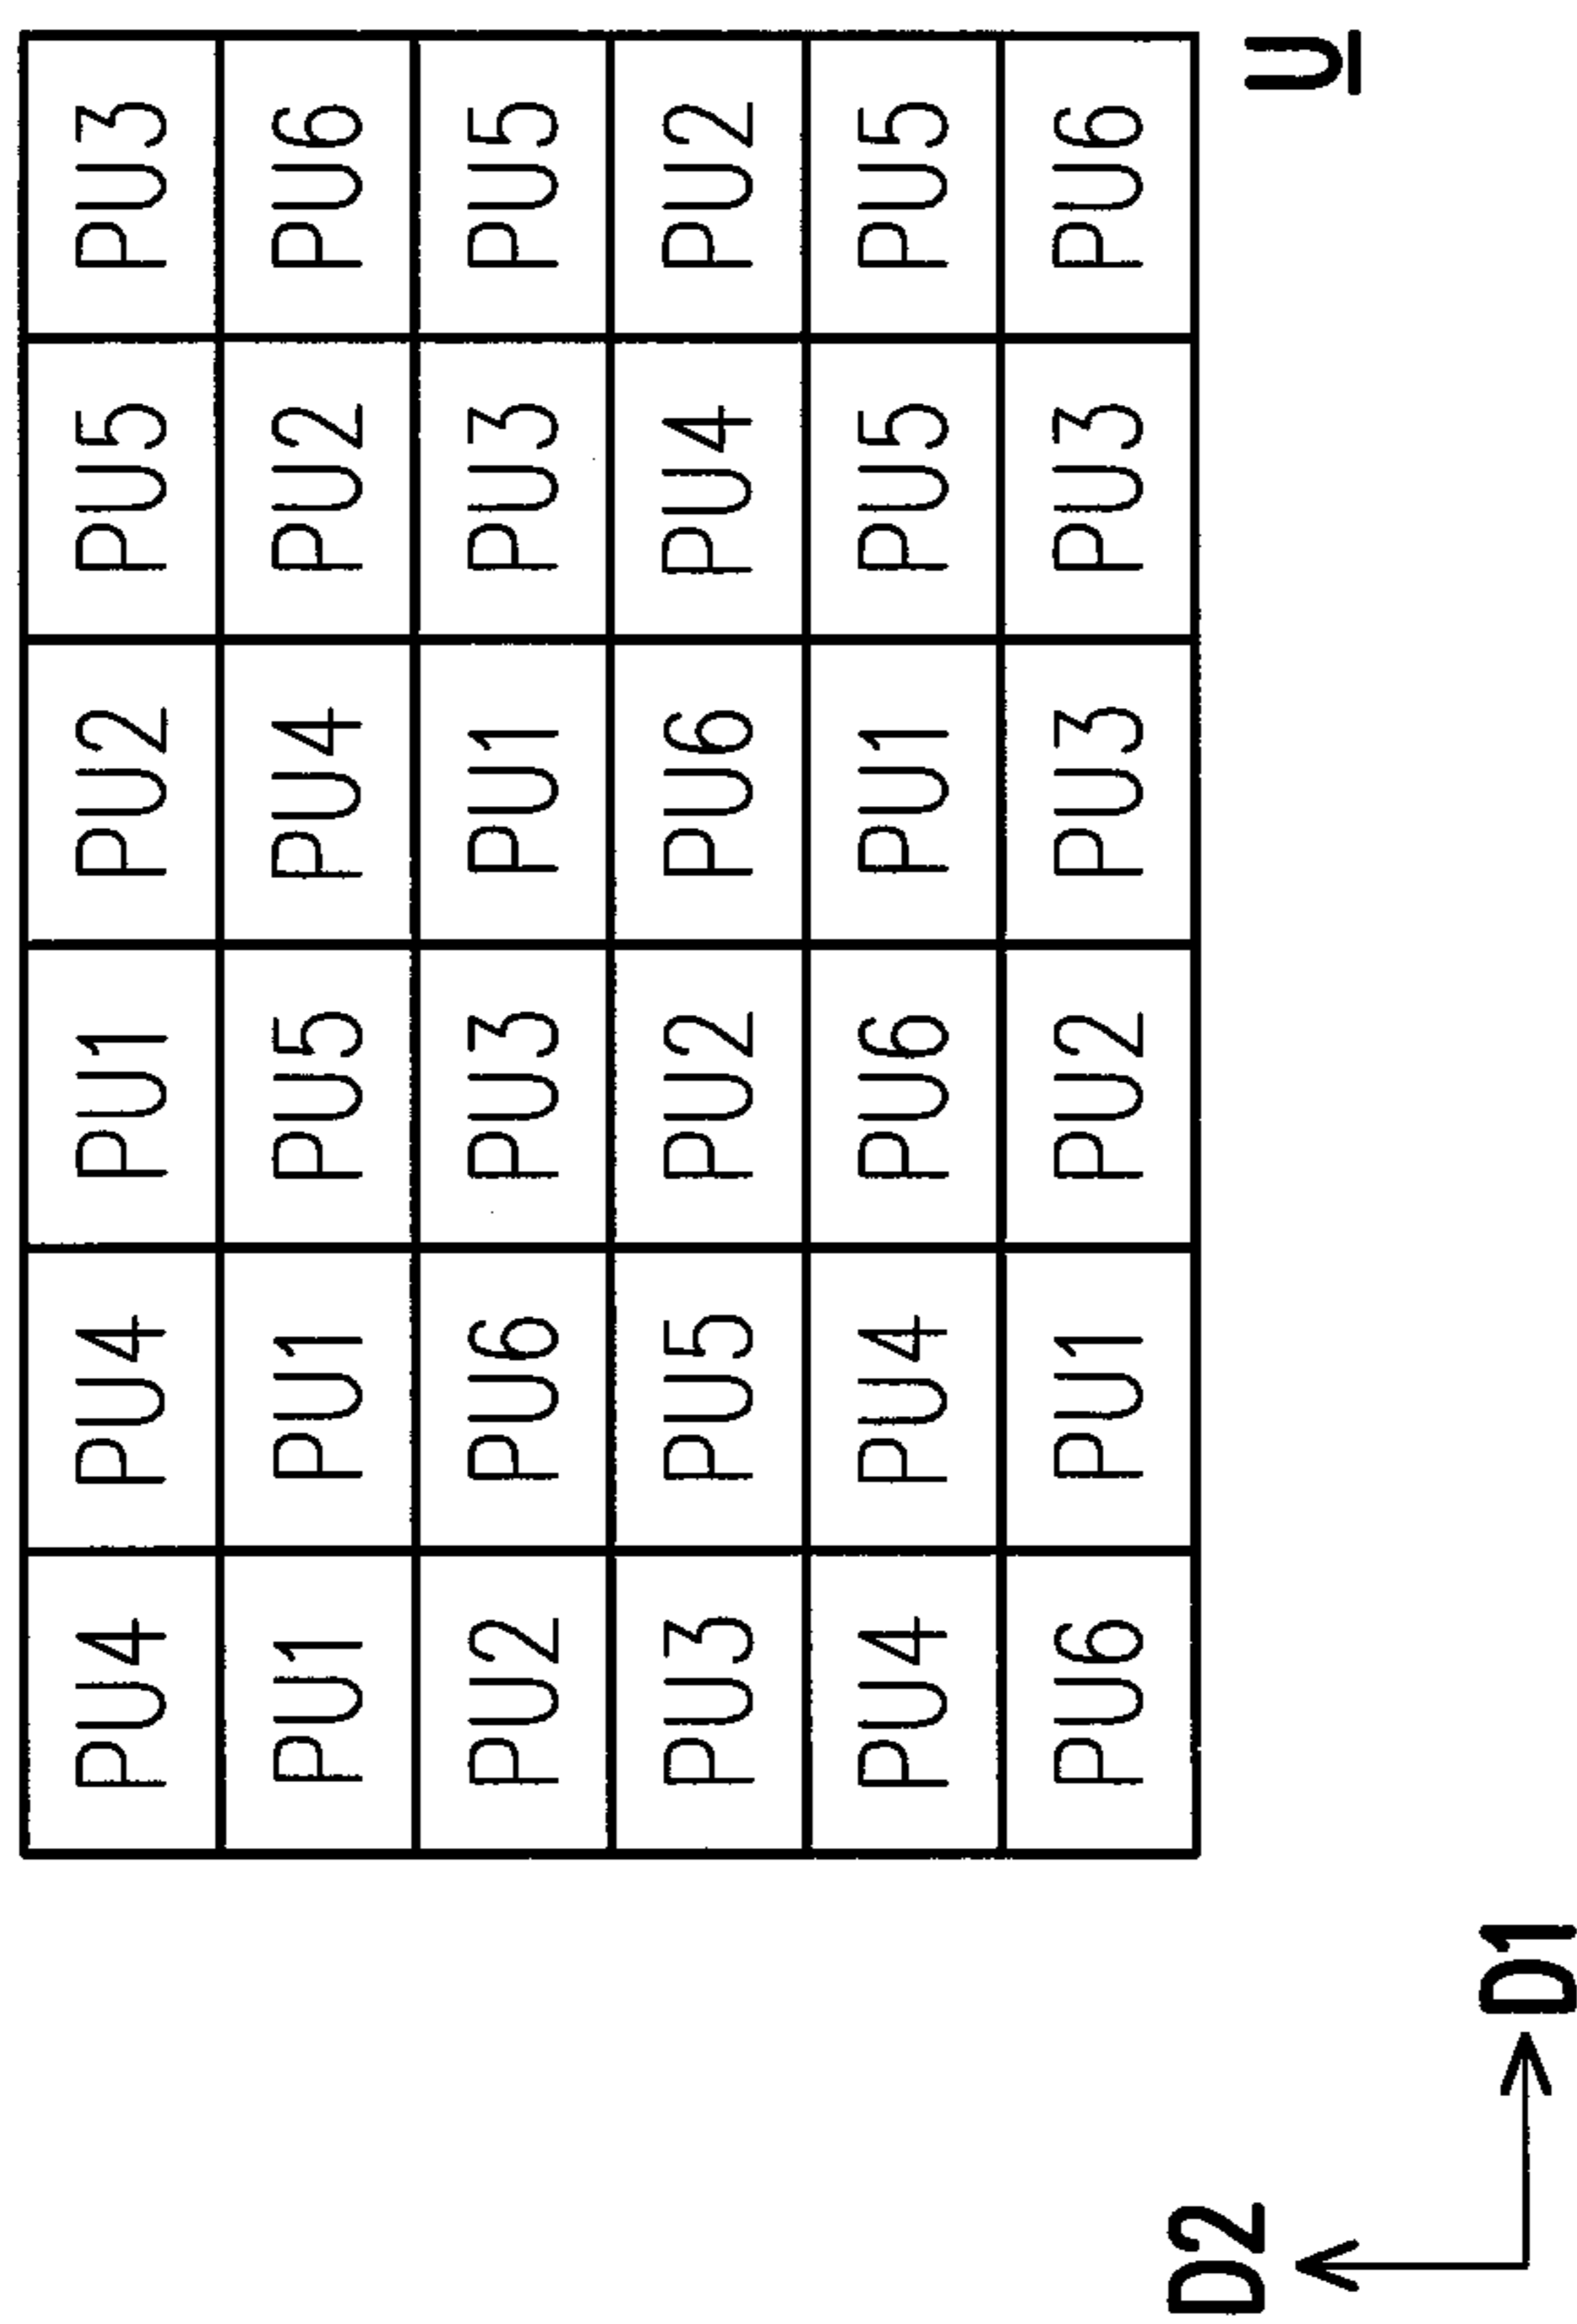 PU4 PU4 PU1 PU2 PU5 PU3
PU1 PU1 PU5 PU4 PU2 PU6
PU2 PU6 PU3 PU1 PU3 PU5
PU3 PU5 PU2 PU6 PU4 PU2
PU4 PU4 PU6 PU1 PU5 PU5
PU6 PU1 PU2 PU3 PU3 PU6
U
D2
D1